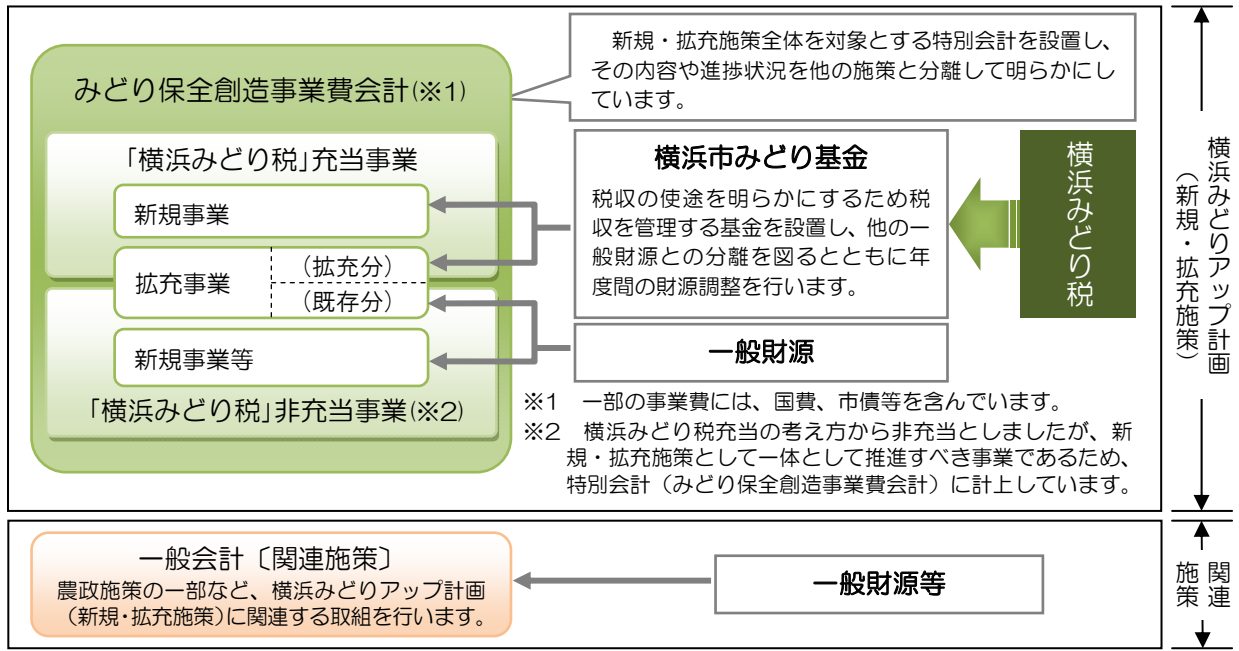 みどり保全創造事業費会計(※1)
新規・拡充施策全体を対象とする特別会計を設置し、
その内容や進捗状況を他の施策と分離して明らかにし
ています。
「横浜みどり税」充当事業
新規事業
拡充事業
（拡充分）
（既存分）
新規事業等
「横浜みどり税」非充当事業(※2)
横浜市みどり基金
税収の使途を明らかにするため税
収を管理する基金を設置し、他の一
般財源との分離を図るとともに年
度間の財源調整を行います。
横浜みどり税
一般財源
※1　一部の事業費には、国費、市債等を含んでいます。
※2　横浜みどり税充当の考え方から非充当としましたが、新
規・拡充施策として一体として推進すべき事業であるため、
特別会計（みどり保全創造事業費会計）に計上しています。
横浜みどりアップ計画
（新規・拡充施策）
一般会計〔関連施策〕
農政施策の一部など、横浜みどりアップ計画
（新規・拡充施策）に関連する取組を行います。
一般財源等
関連
施策